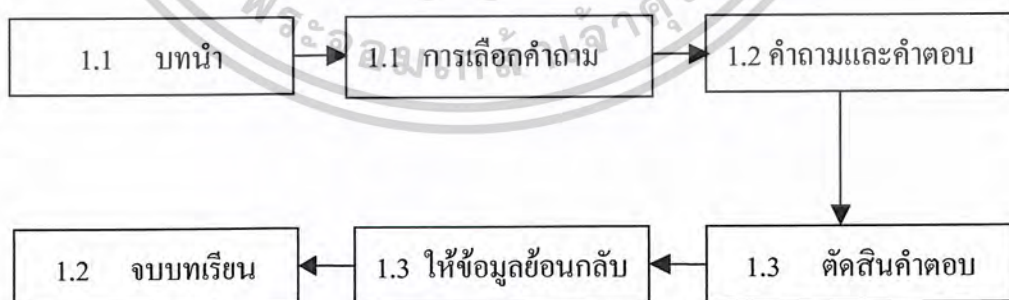 1.1 บทนำ
1.1 การเลือกคำถาม
1.2 คำถามและคำตอบ
1.3 ตัดสินคำตอบ
1.3 ให้ข้อมูลย้อนกลับ
1.2 จบบทเรียน